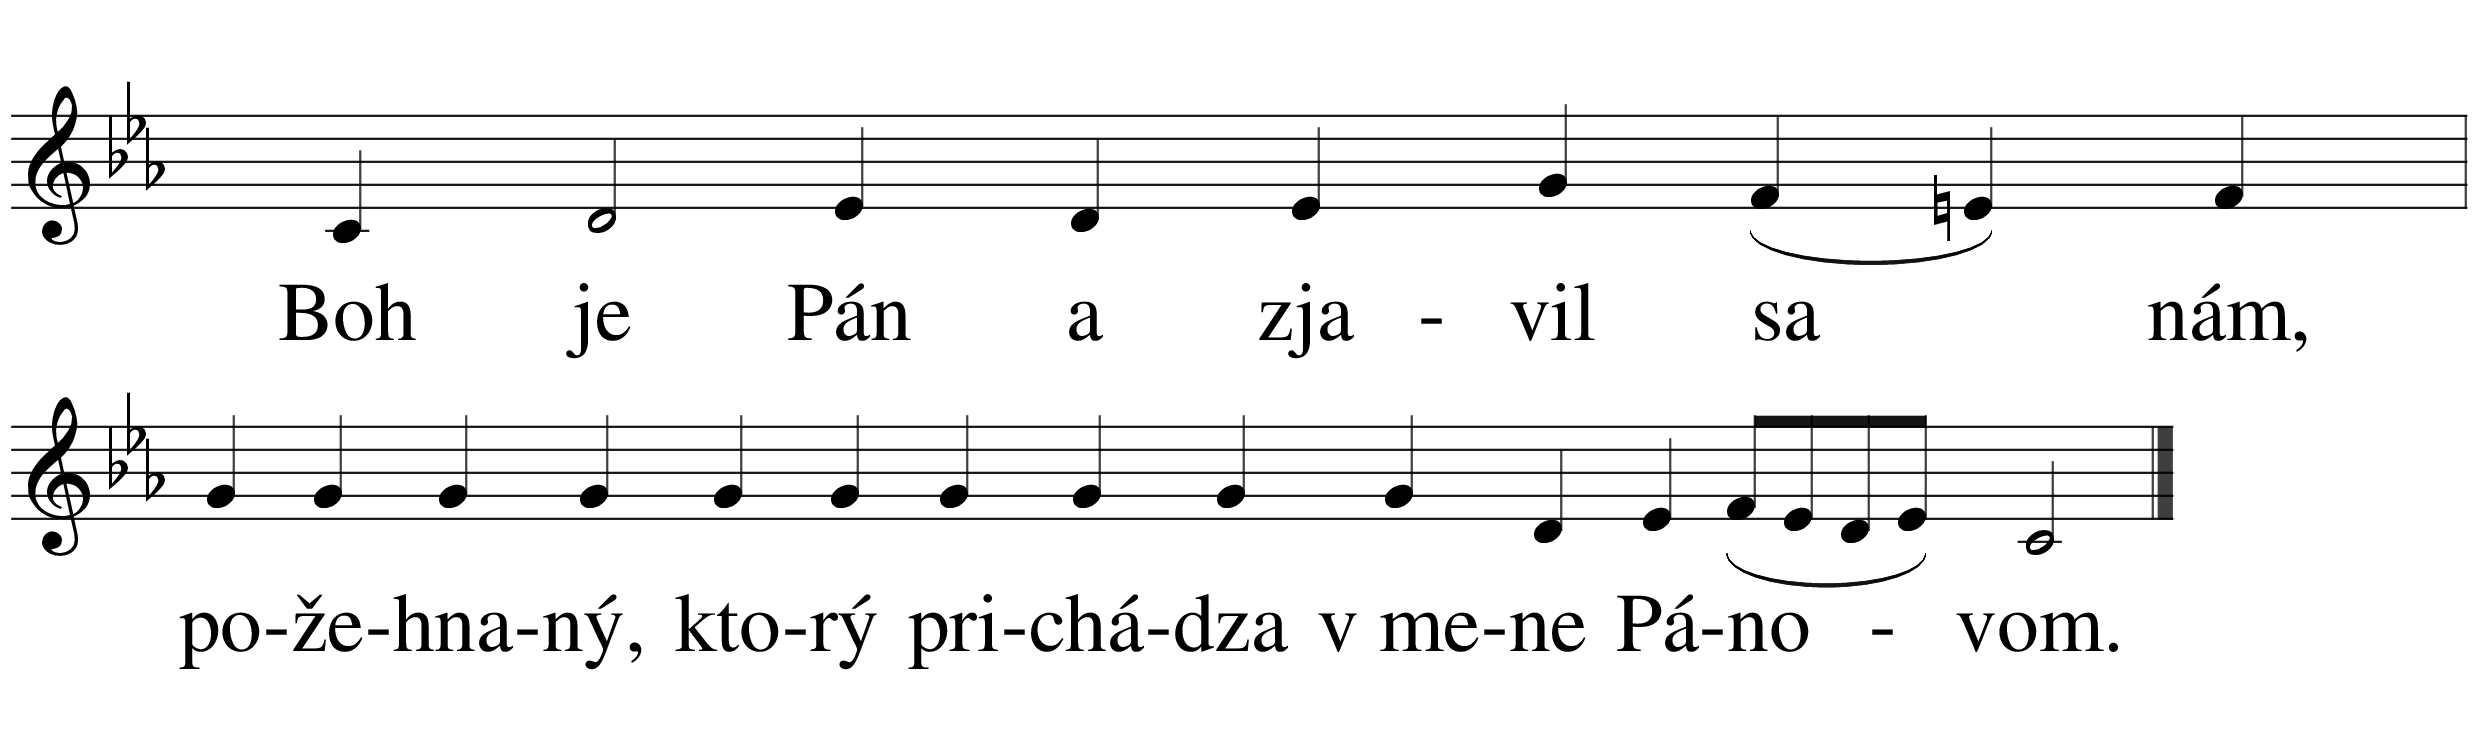 Boh je Pán a zja - vil sa nám,
po-že-hna-ný, kto-rý pri-chá-dza v me-ne Pá-no - vom.